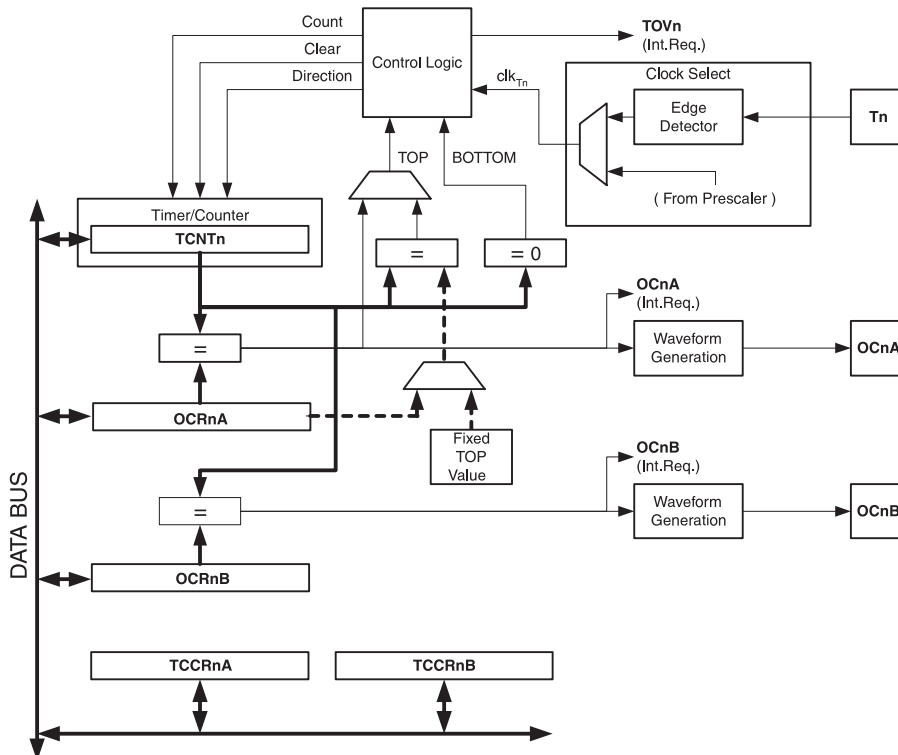 Count
Clear
Direction
Control Logic
TOVn
(Int.Req.)
clkTn
Clock Select
Edge
Detector
Tn
( From Prescaler )
TOP
BOTTOM
Timer/Counter
TCNTn
=
= 0
OCnA
(Int.Req.)
=
Waveform
Generation
OCnA
OCRnA
Fixed
TOP
Value
OCnB
(Int.Req.)
=
Waveform
Generation
OCnB
OCRnB
DATA BUS
TCCRnA
TCCRnB